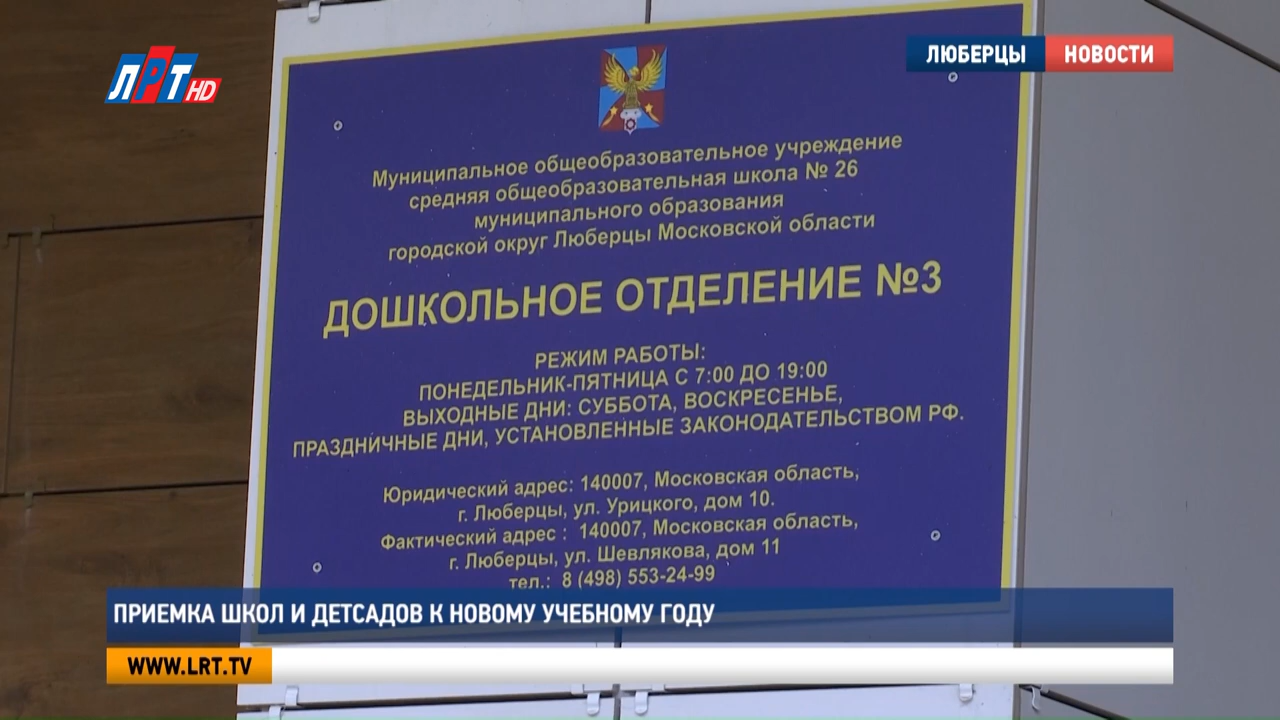 ЛРТ HD
ЛЮБЕРЦЫ НОВОСТИ
Муниципальное общеобразовательное учреждение
средняя общеобразовательная школа № 26
муниципального образования
городской округ Люберцы Московской области
ДОШКОЛЬНОЕ ОТДЕЛЕНИЕ №3
РЕЖИМ РАБОТЫ:
ПОНЕДЕЛЬНИК-ПЯТНИЦА С 7:00 ДО 19:00
ВЫХОДНЫЕ ДНИ: СУББОТА, ВОСКРЕСЕНЬЕ,
ПРАЗДНИЧНЫЕ ДНИ, УСТАНОВЛЕННЫЕ ЗАКОНОДАТЕЛЬСТВОМ РФ.
Юридический адрес: 140007, Московская область,
г. Люберцы, ул. Урицкого, дом 10.
Фактический адрес : 140007, Московская область,
г. Люберцы, ул. Шевлякова, дом 11
тел.: 8 (498) 553-24-99
ПРИЕМКА ШКОЛ И ДЕТСАДОВ К НОВОМУ УЧЕБНОМУ ГОДУ
WWW.LRT.TV